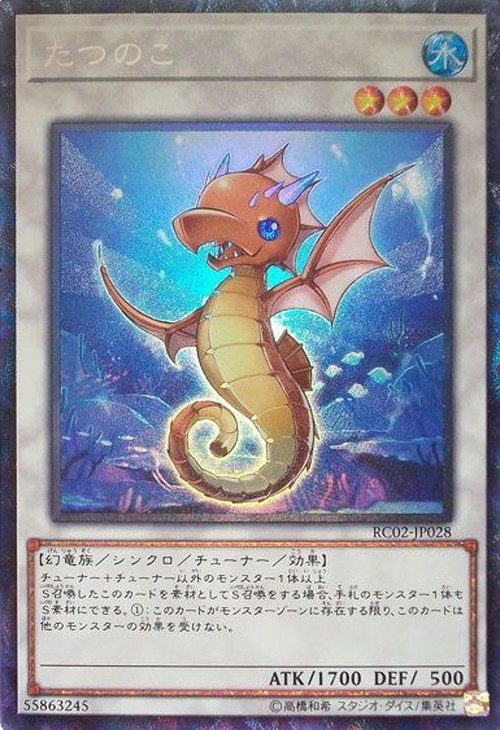 たつのこ
水
RC02-JP028
【幻竜族／シンクロ／チューナー／効果】
チューナー＋チューナー以外のモンスター1体以上
S召喚したこのカードを素材としてS召喚をする場合、手札のモンスター1体も
S素材にできる。①：このカードがモンスターゾーンに存在する限り、このカードは
他のモンスターの効果を受けない。
ATK/1700 DEF/ 500
55863245
©高橋和希 スタジオ・ダイス/集英社